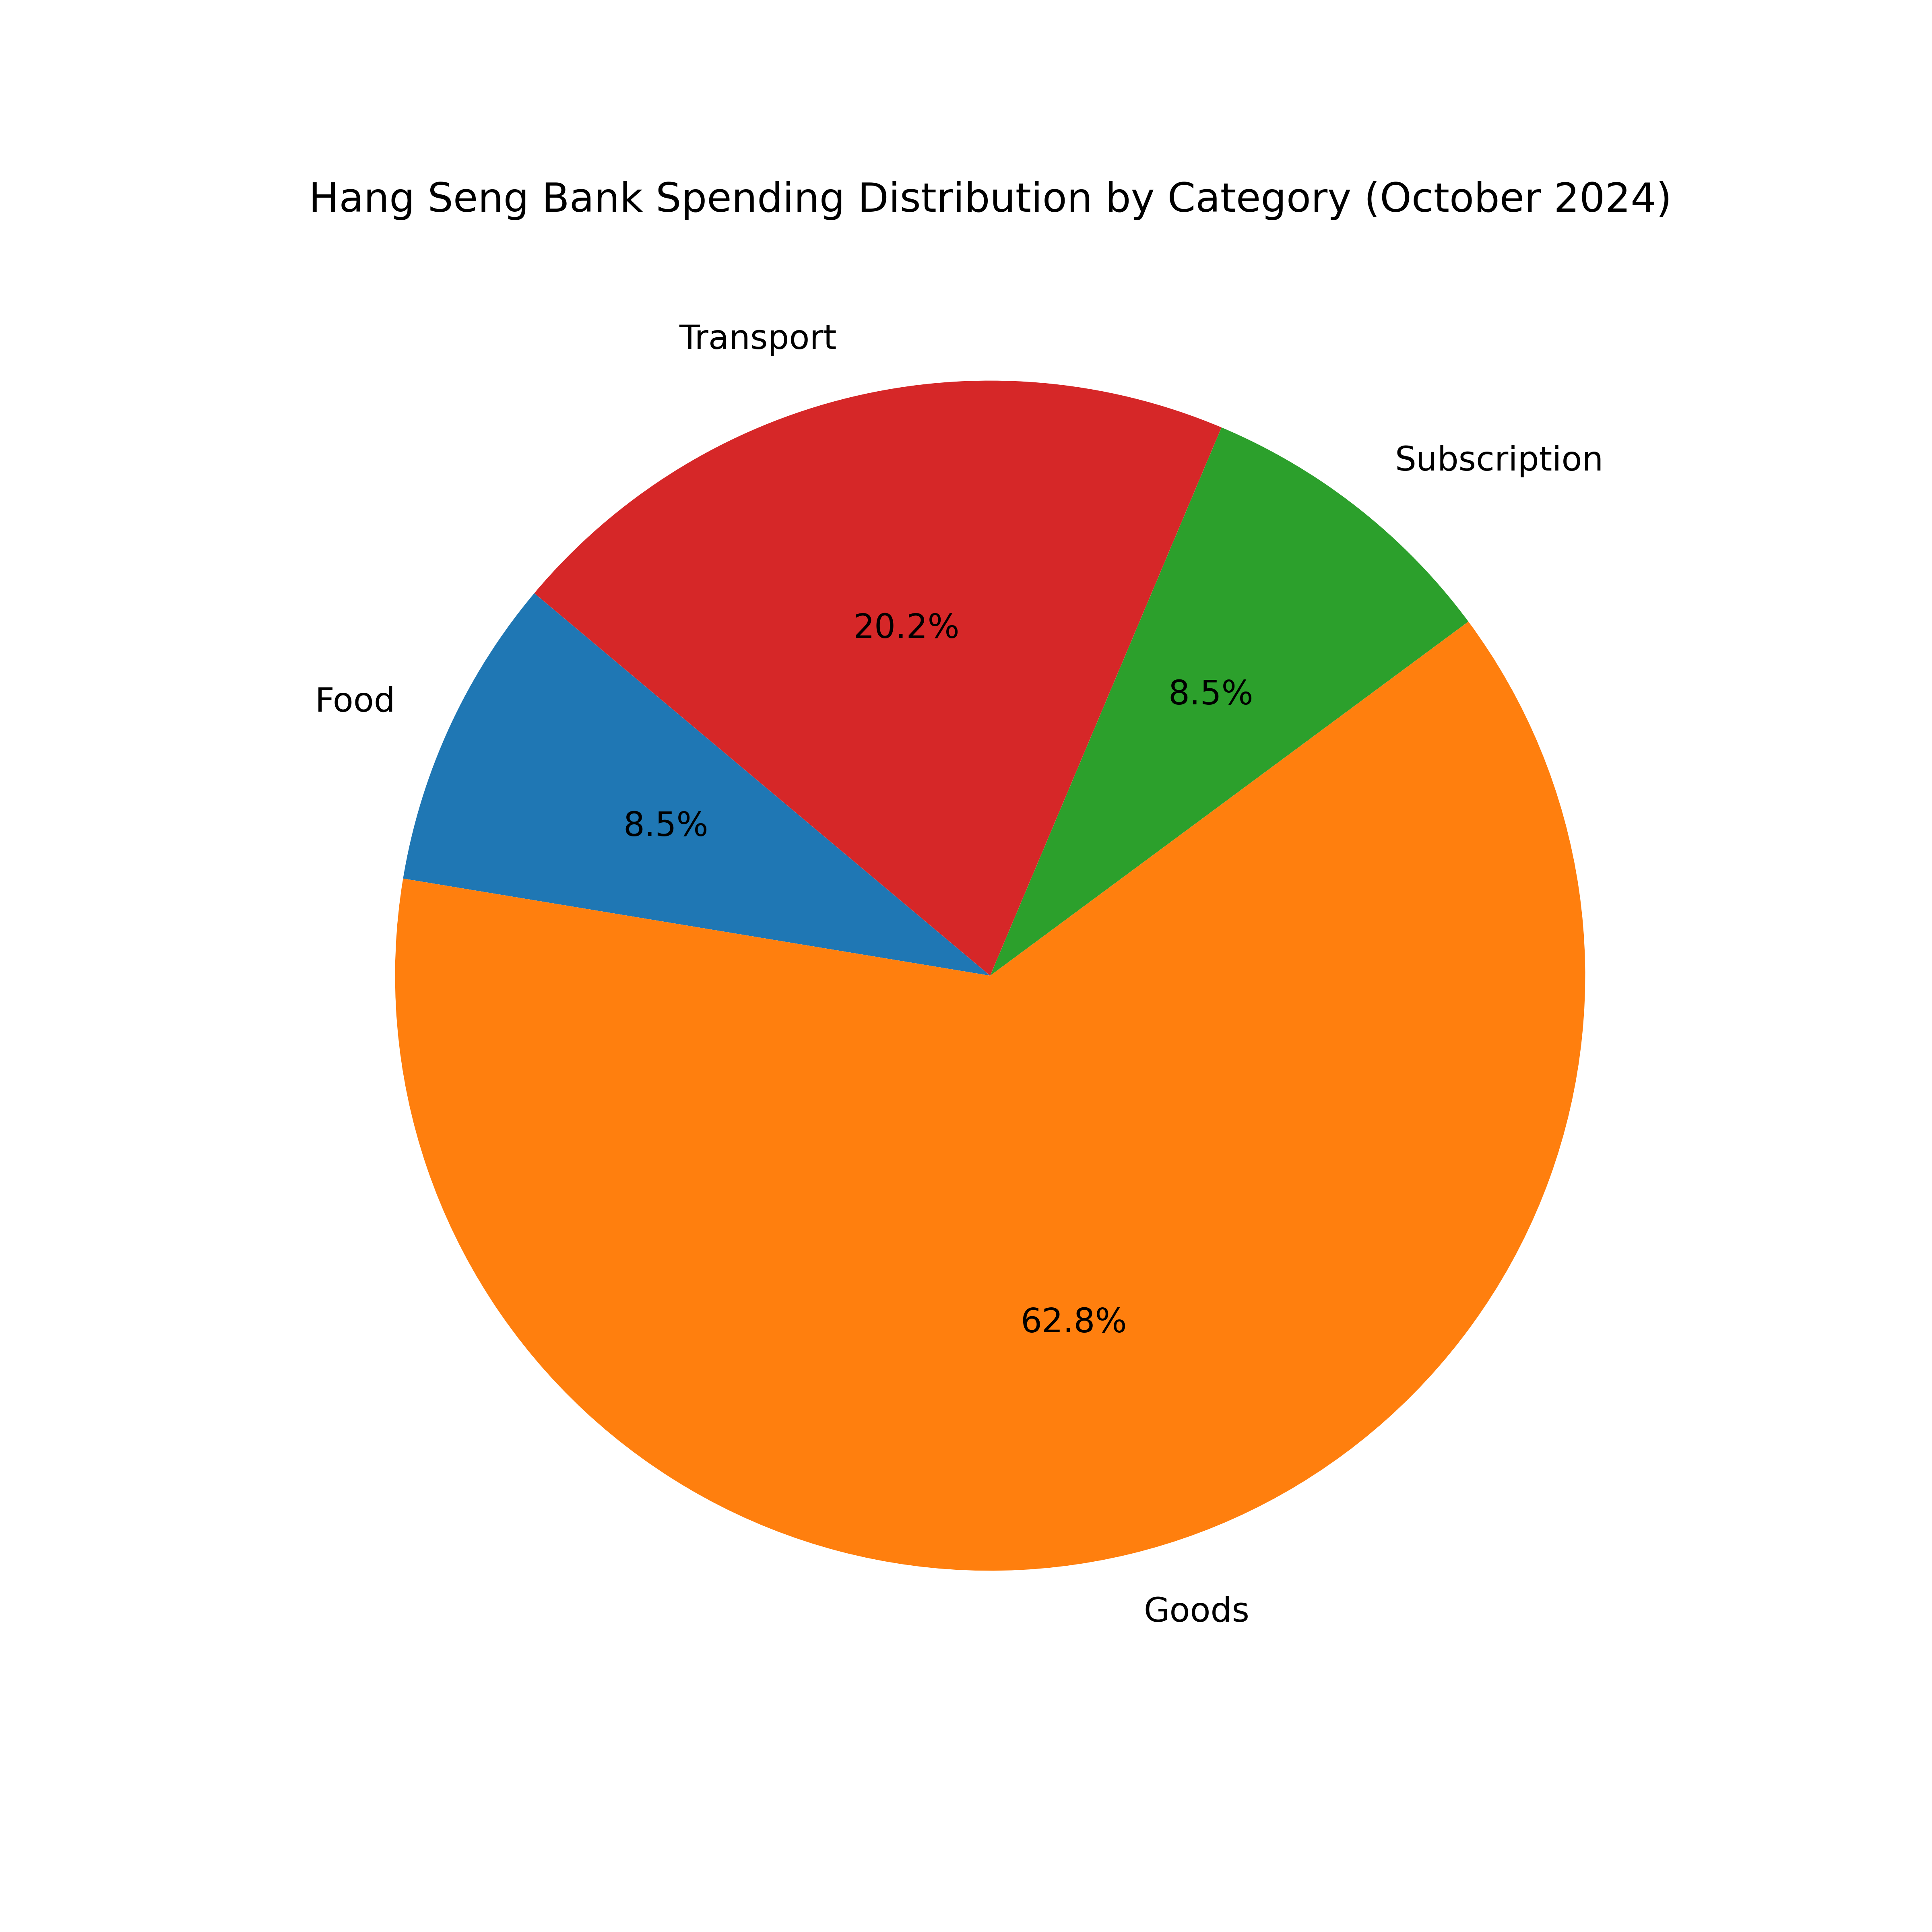 Hang Seng Bank Spending Distribution by Category (October 2024)
Transport
Subscription
20.2%
8.5%
Food
8.5%
62.8%
Goods